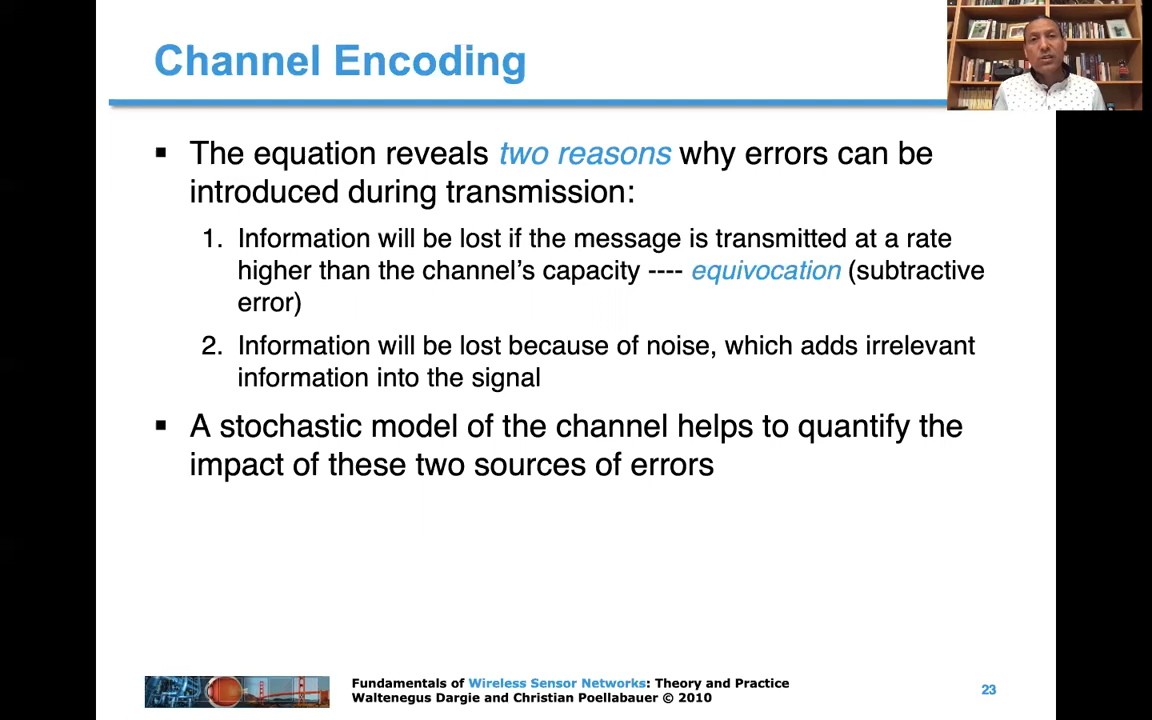 Channel Encoding
▪ The equation reveals two reasons why errors can be
introduced during transmission:
1. Information will be lost if the message is transmitted at a rate
higher than the channel's capacity ---- equivocation (subtractive
error)
2. Information will be lost because of noise, which adds irrelevant
information into the signal
▪ A stochastic model of the channel helps to quantify the
impact of these two sources of errors
Fundamentals of Wireless Sensor Networks: Theory and Practice
Waltenegus Dargie and Christian Poellabauer © 2010
23